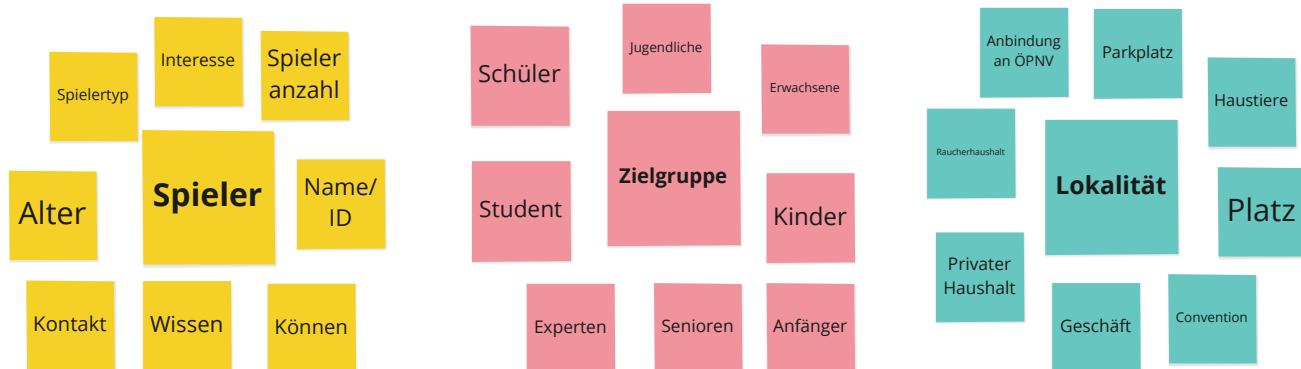 Interesse
Spieler
anzahl
Spielertyp
Spieler
Name/
ID
Alter
Kontakt
Wissen
Können
Jugendliche
Schüler
Erwachsene
Zielgruppe
Student
Kinder
Experten
Senioren
Anfänger
Anbindung
an ÖPNV
Parkplatz
Haustiere
Raucherhaushalt
Lokalität
Platz
Privater
Haushalt
Geschäft
Convention